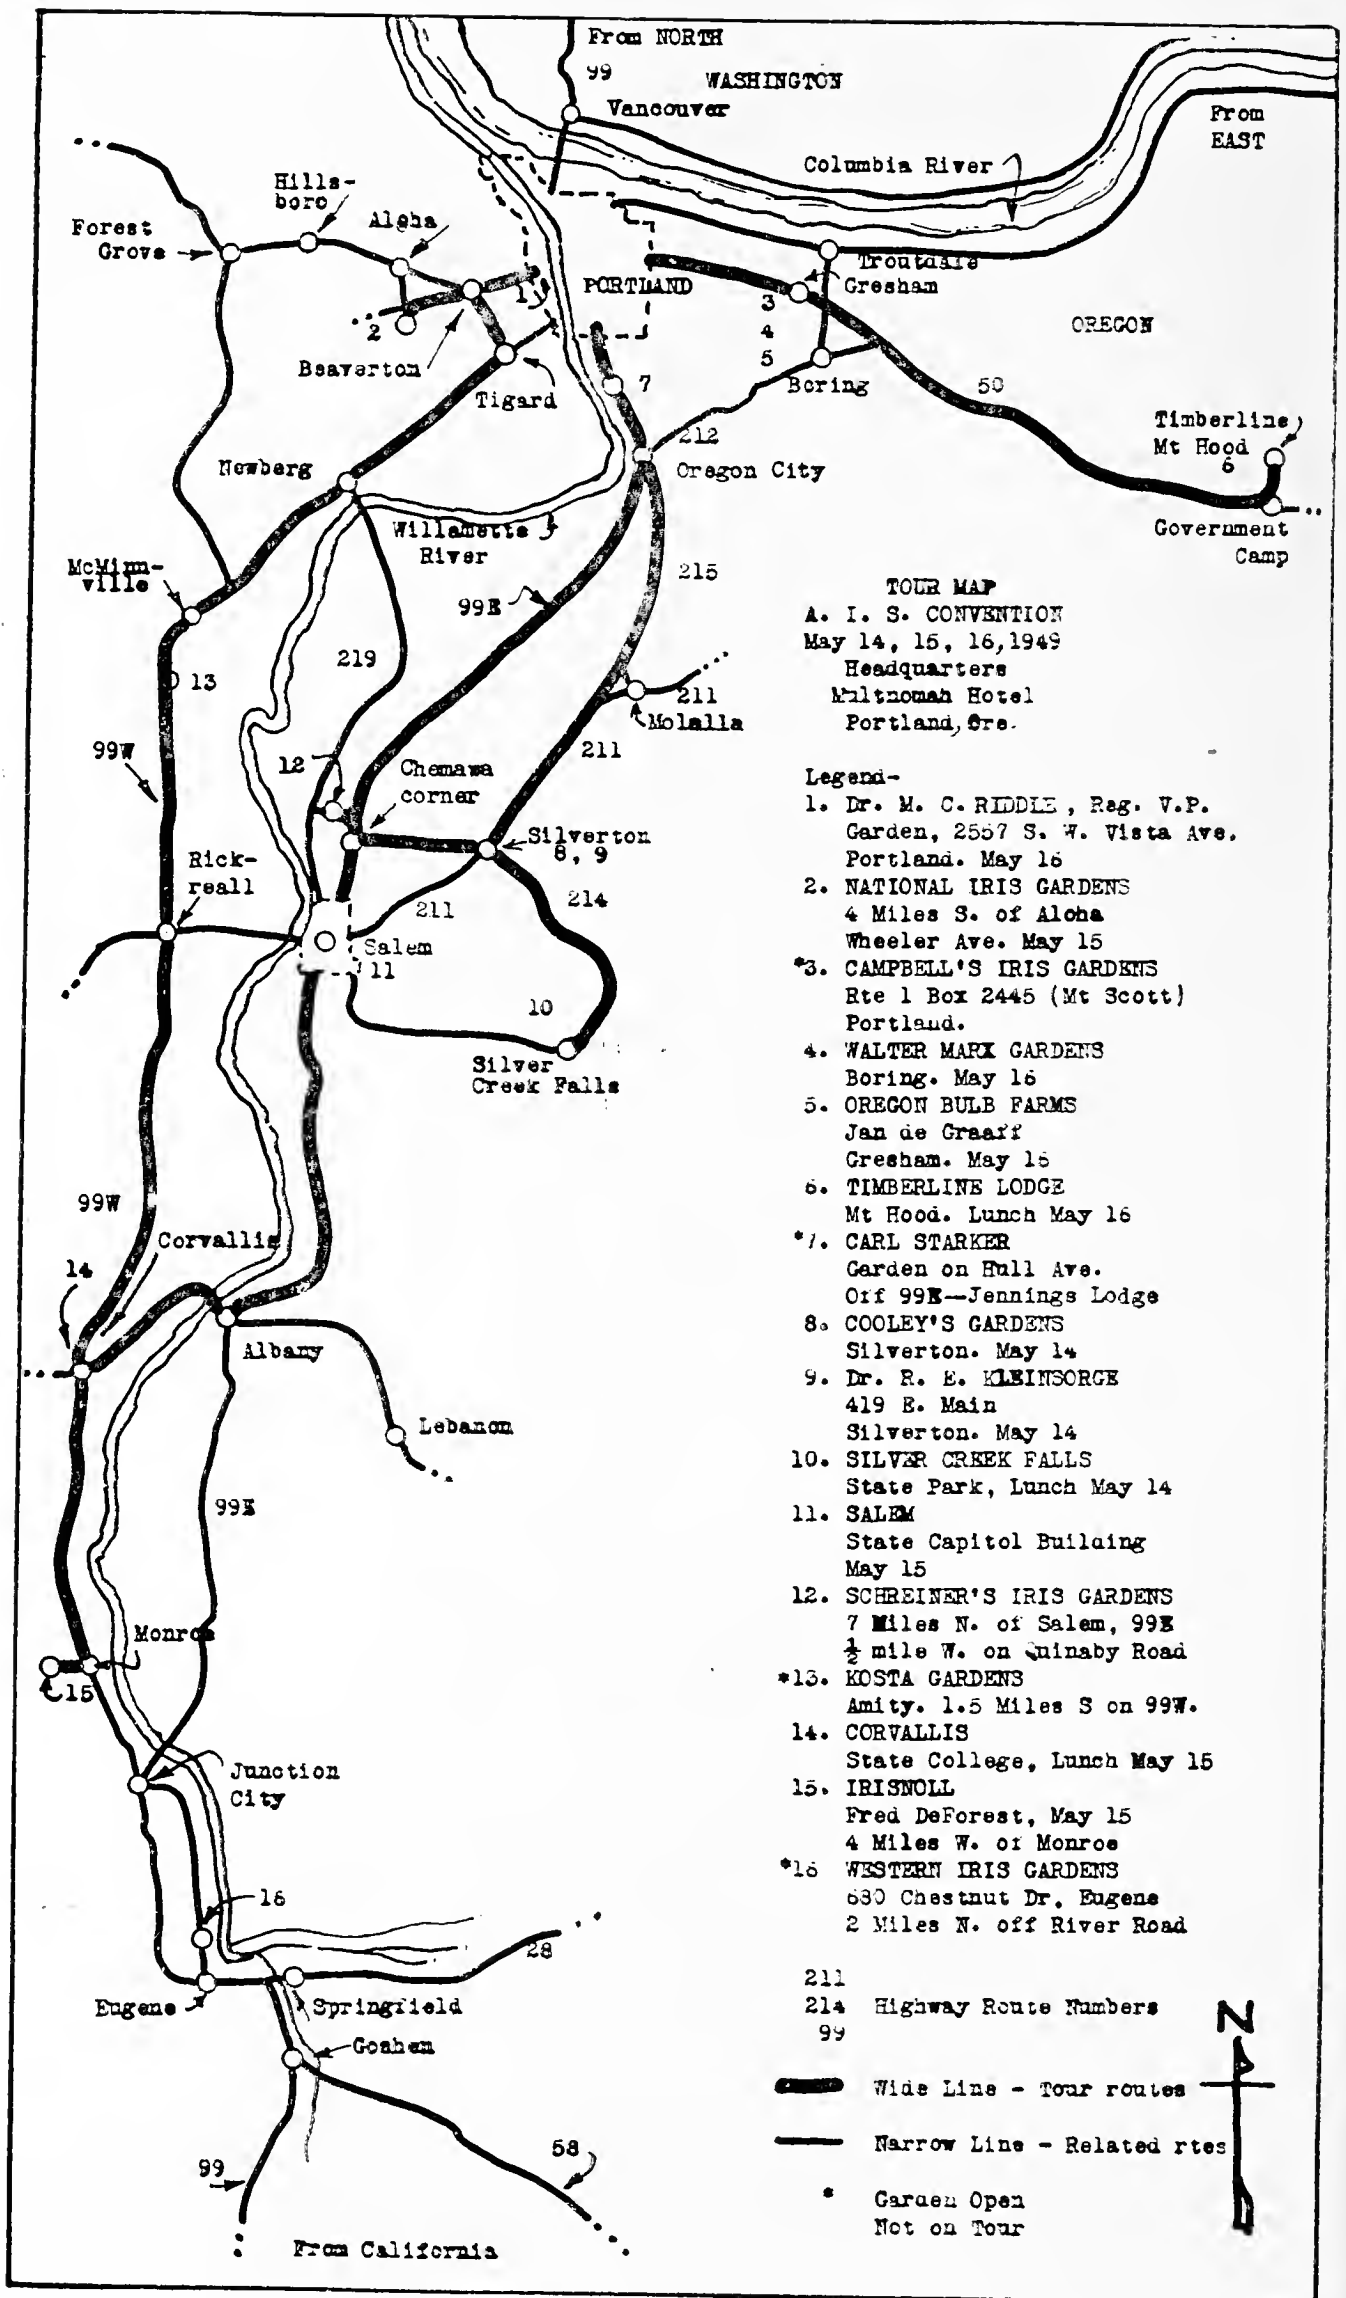 From NORTH
99
WASHINGTON
Vancouver
From
EAST
Columbia River
Hills-
boro
Aloha
Forest
Grove
Troutdale
Gresham
PORTLAND
1
2
3
4
5
OREGON
Beaverton
Tigard
7
Boring
50
Timberline
Mt Hood
6
212
Oregon City
Newberg
Willamette
River
Government
Camp
McMinn-
ville
99E
215
219
13
211
Molalla
99W
12
Chemawa
corner
211
Silverton
8, 9
Rick-
reall
214
211
Salem
11
10
Silver
Creek Falls
99W
Corvallis
14
Albany
Lebanon
99E
Monroe
15
Junction
City
16
28
Eugene
Springfield
Goshen
99
58
From California
TOUR MAP
A. I. S. CONVENTION
May 14, 15, 16, 1949
Headquarters
Multnomah Hotel
Portland, Ore.
Legend-
1. Dr. M. C. RIDDLE, Reg. V.P.
Garden, 2557 S. W. Vista Ave.
Portland. May 16
2. NATIONAL IRIS GARDENS
4 Miles S. of Aloha
Wheeler Ave. May 15
*3. CAMPBELL'S IRIS GARDENS
Rte 1 Box 2445 (Mt Scott)
Portland.
4. WALTER MARX GARDENS
Boring. May 16
5. OREGON BULB FARMS
Jan de Graaff
Gresham. May 16
6. TIMBERLINE LODGE
Mt Hood. Lunch May 16
*7. CARL STARKER
Garden on Hull Ave.
Off 99E—Jennings Lodge
8. COOLEY'S GARDENS
Silverton. May 14
9. Dr. R. E. KLEINSORGE
419 E. Main
Silverton. May 14
10. SILVER CREEK FALLS
State Park, Lunch May 14
11. SALEM
State Capitol Building
May 15
12. SCHREINER'S IRIS GARDENS
7 Miles N. of Salem, 99E
½ mile W. on Quinaby Road
*13. KOSTA GARDENS
Amity. 1.5 Miles S on 99W.
14. CORVALLIS
State College, Lunch May 15
15. IRISNOLL
Fred DeForest, May 15
4 Miles W. of Monroe
*16 WESTERN IRIS GARDENS
680 Chestnut Dr. Eugene
2 Miles N. off River Road
211
214 Highway Route Numbers
99
Wide Line - Tour routes
Narrow Line - Related rtes
* Garden Open
Not on Tour
N